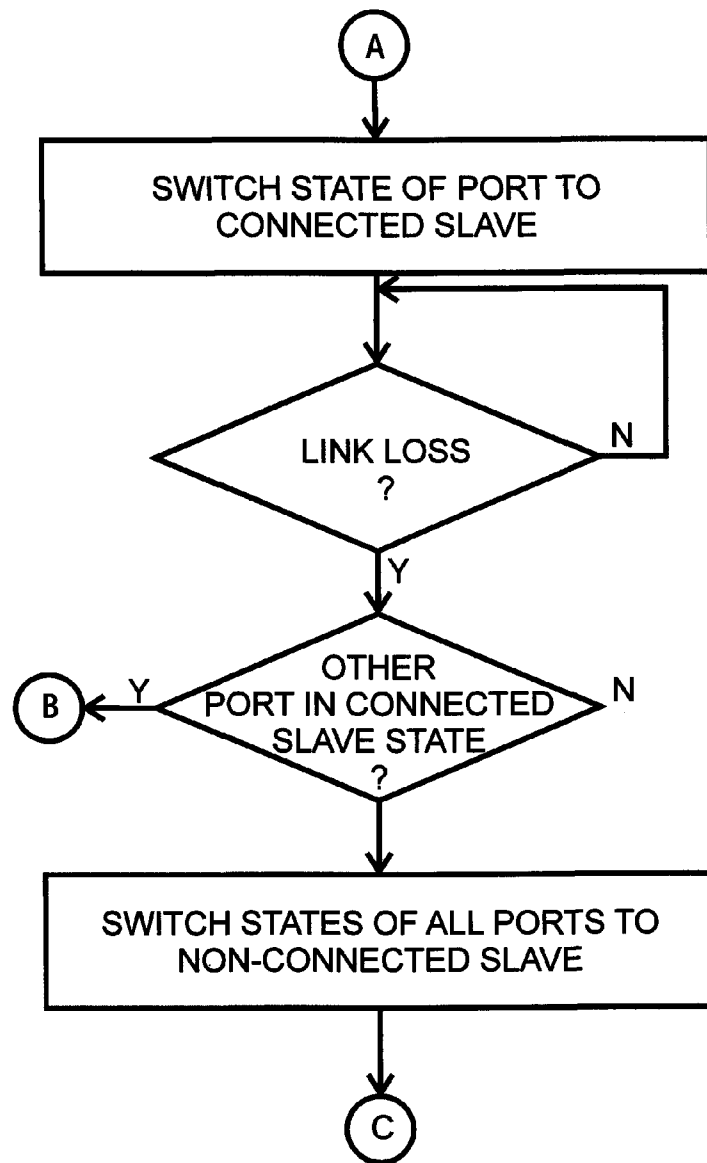 A
SWITCH STATE OF PORT TO
CONNECTED SLAVE
LINK LOSS
?
N
Y
OTHER
PORT IN CONNECTED
SLAVE STATE
?
Y
N
B
SWITCH STATES OF ALL PORTS TO
NON-CONNECTED SLAVE
C